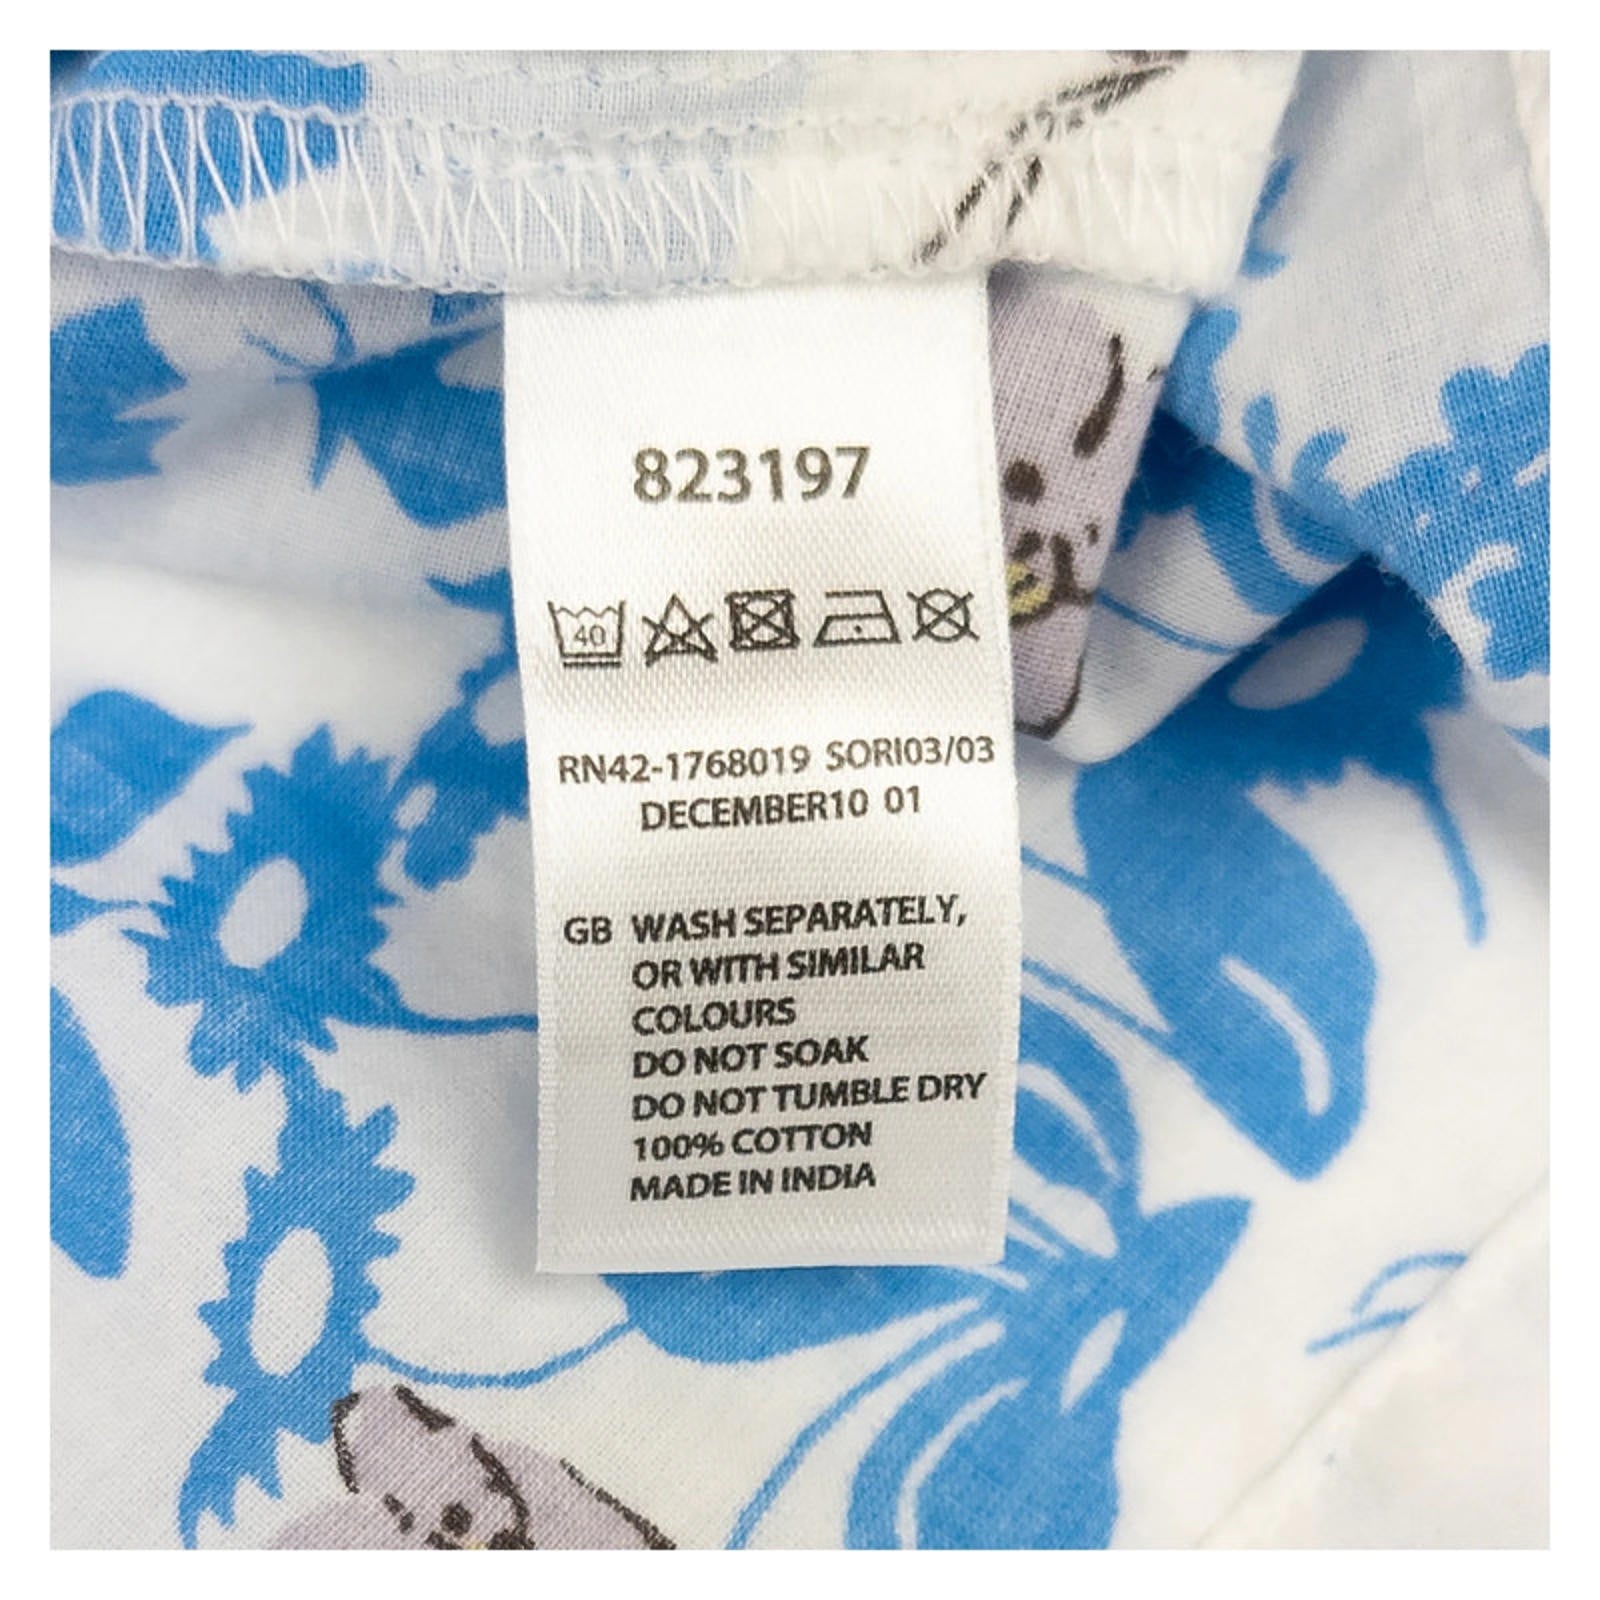 823197
40
RN42-1768019 SORI03/03
DECEMBER10 01
GB WASH SEPARATELY,
OR WITH SIMILAR
COLOURS
DO NOT SOAK
DO NOT TUMBLE DRY
100% COTTON
MADE IN INDIA